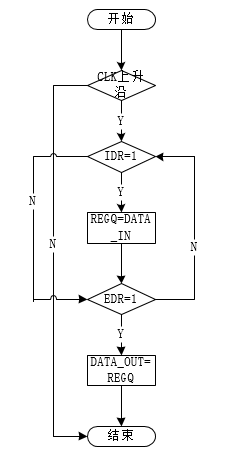 开始
CLK上升
沿
Y
IDR=1
Y
N
REGQ=DATA
_IN
N
N
EDR=1
Y
DATA_OUT=
REGQ
结束